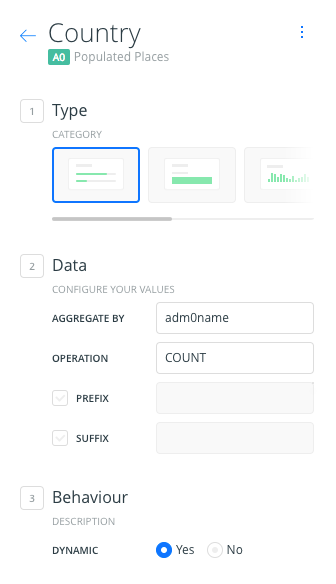 Country
A0 Populated Places
1 Type
CATEGORY
2 Data
CONFIGURE YOUR VALUES
AGGREGATE BY adm0name
OPERATION COUNT
PREFIX
SUFFIX
3 Behaviour
DESCRIPTION
DYNAMIC Yes No